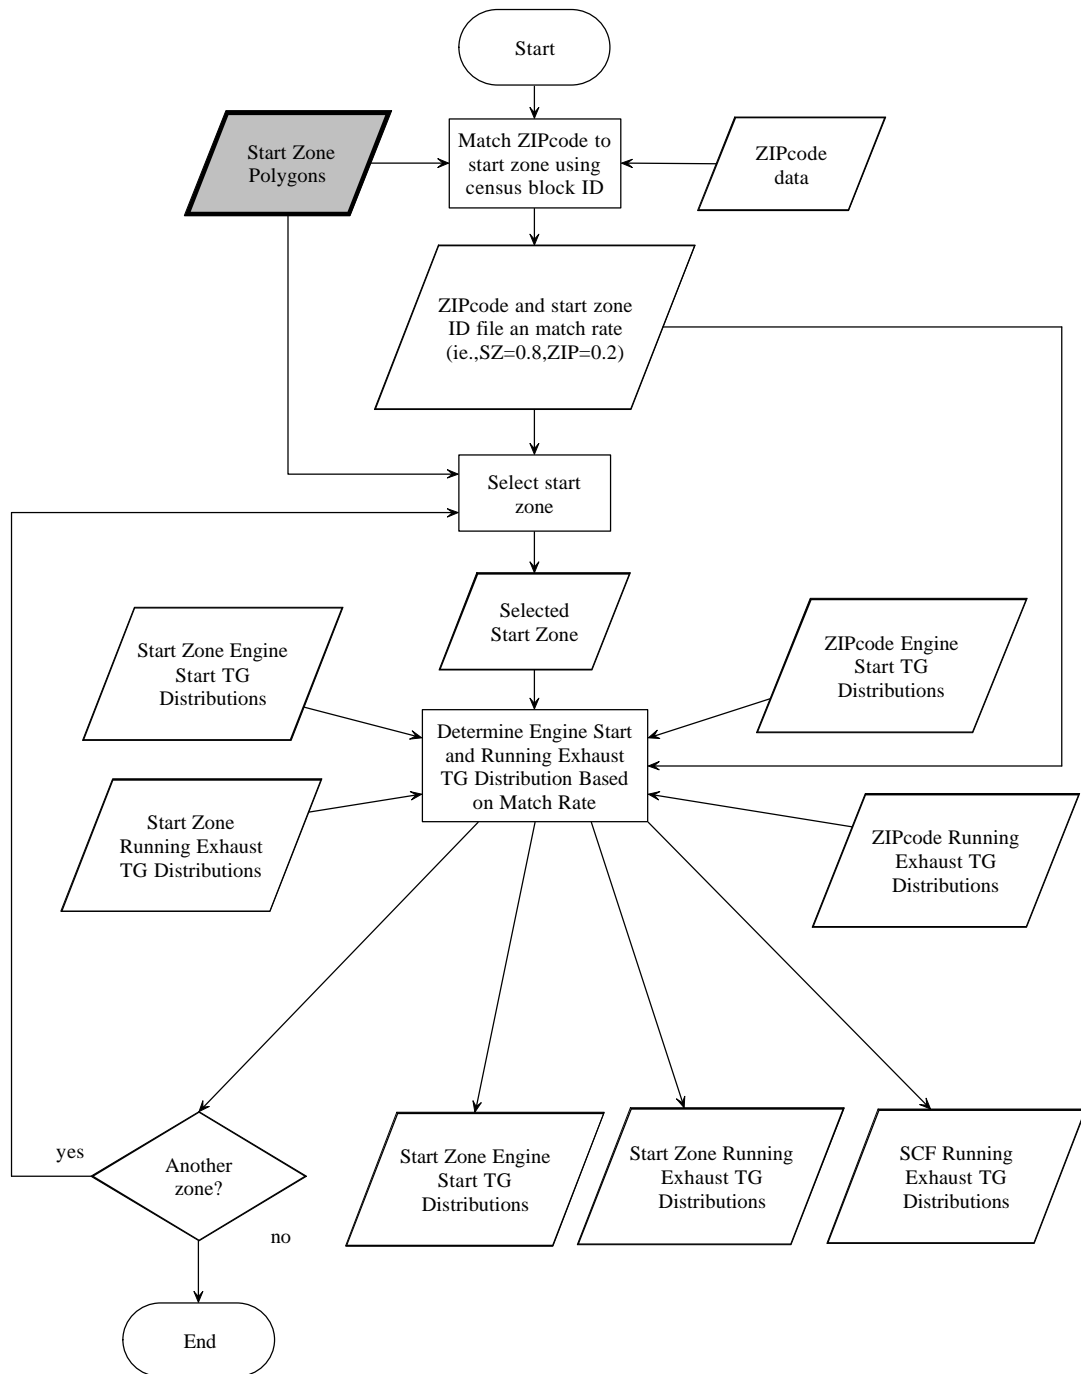 Start
Start Zone
Polygons
Match ZIPcode to
start zone using
census block ID
ZIPcode
data
ZIPcode and start zone
ID file an match rate
(ie.,SZ=0.8,ZIP=0.2)
Select start
zone
Selected
Start Zone
Start Zone Engine
Start TG
Distributions
ZIPcode Engine
Start TG
Distributions
Determine Engine Start
and Running Exhaust
TG Distribution Based
on Match Rate
Start Zone
Running Exhaust
TG Distributions
ZIPcode Running
Exhaust TG
Distributions
yes
Another
zone?
no
Start Zone Engine
Start TG
Distributions
Start Zone Running
Exhaust TG
Distributions
SCF Running
Exhaust TG
Distributions
End